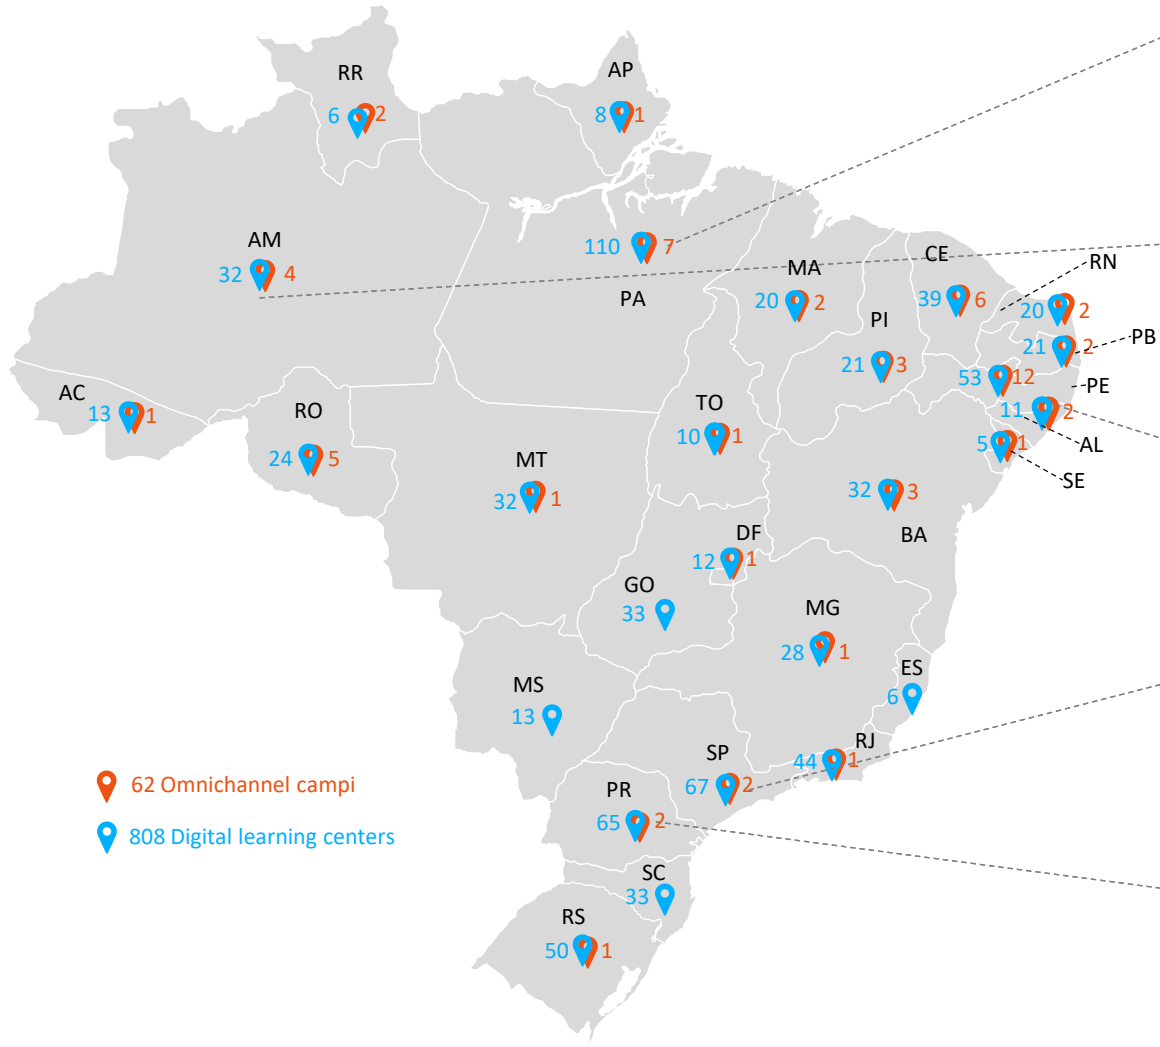 RR
6 2
AP
8 1
AM
32 4
110 7
PA
MA
20 2
CE
39 6
RN
20 2
PI
21 3
PB
21 2
53 12
PE
11 2
AL
5 1
SE
AC
13 1
RO
24 5
TO
10 1
MT
32 1
32 3
BA
DF
12 1
GO
33
MG
28 1
ES
6
MS
13
RJ
44 1
SP
67 2
PR
65 2
SC
33
RS
50 1
62 Omnichannel campi
808 Digital learning centers